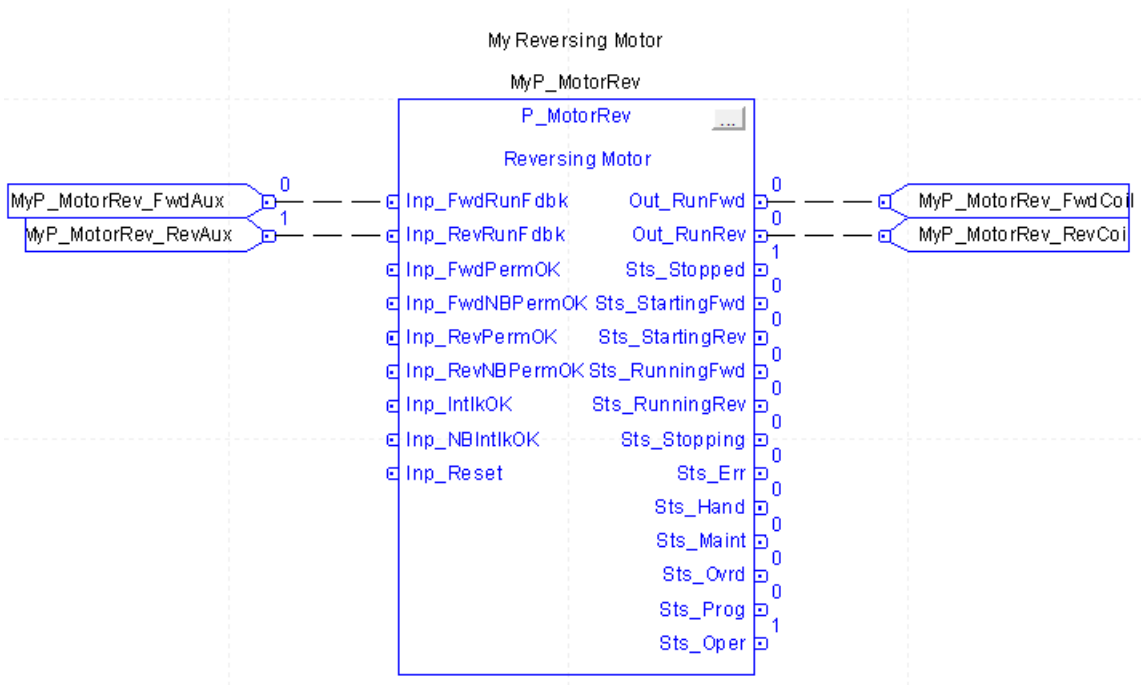 My Reversing Motor
MyP_MotorRev
P_MotorRev ...
Reversing Motor
MyP_MotorRev_FwdAux 0 Inp_FwdRunFdbk Out_RunFwd 0 MyP_MotorRev_FwdCoil
MyP_MotorRev_RevAux 1 Inp_RevRunFdbk Out_RunRev 0 MyP_MotorRev_RevCoi
Inp_FwdPermOK Sts_Stopped 1
Inp_FwdNBPermOK Sts_StartingFwd 0
Inp_RevPermOK Sts_StartingRev 0
Inp_RevNBPermOK Sts_RunningFwd 0
Inp_IntlkOK Sts_RunningRev 0
Inp_NBIntlkOK Sts_Stopping 0
Inp_Reset Sts_Err 0
Sts_Hand 0
Sts_Maint 0
Sts_Ovrd 0
Sts_Prog 0
Sts_Oper 1